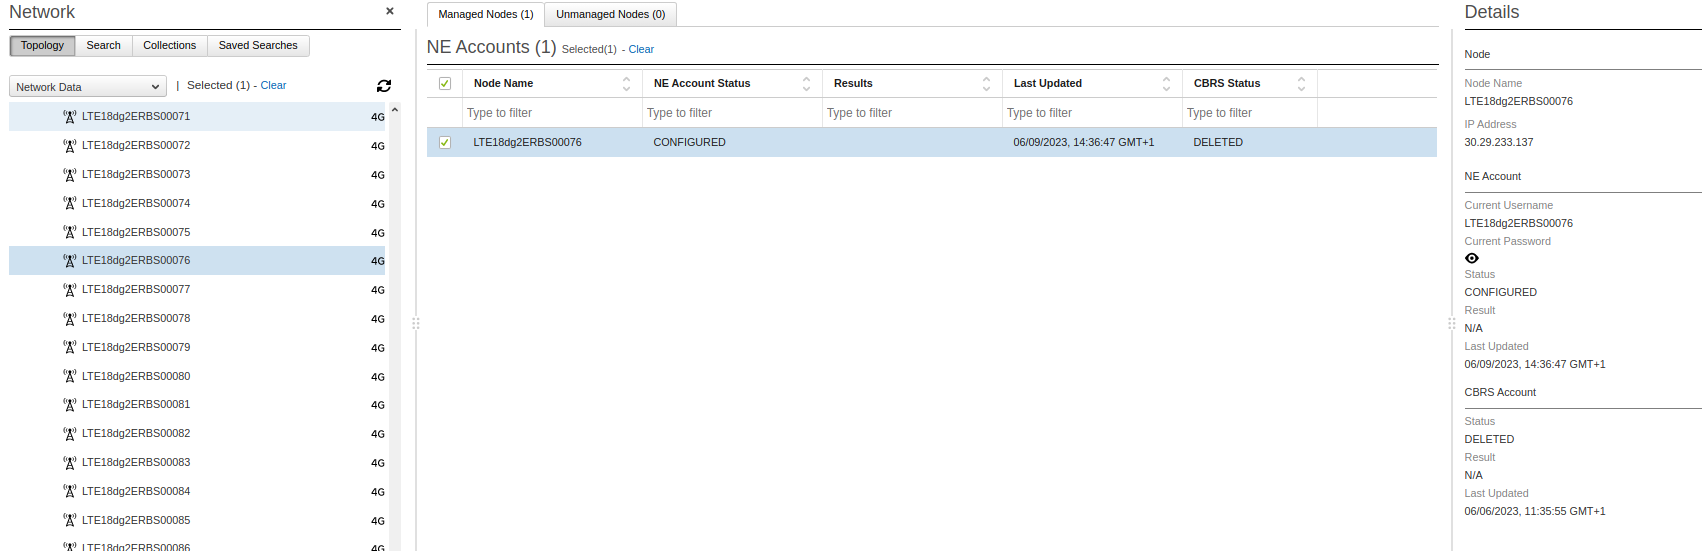 Network
Topology Search Collections Saved Searches
Network Data | Selected (1) - Clear
LTE18dg2ERBS00071 4G
LTE18dg2ERBS00072 4G
LTE18dg2ERBS00073 4G
LTE18dg2ERBS00074 4G
LTE18dg2ERBS00075 4G
LTE18dg2ERBS00076 4G
LTE18dg2ERBS00077 4G
LTE18dg2ERBS00078 4G
LTE18dg2ERBS00079 4G
LTE18dg2ERBS00080 4G
LTE18dg2ERBS00081 4G
LTE18dg2ERBS00082 4G
LTE18dg2ERBS00083 4G
LTE18dg2ERBS00084 4G
LTE18dg2ERBS00085 4G
LTE18dg2ERBS00086 4G
Managed Nodes (1) Unmanaged Nodes (0)
NE Accounts (1) Selected(1) - Clear
Node Name NE Account Status Results Last Updated CBRS Status
Type to filter Type to filter Type to filter Type to filter Type to filter
LTE18dg2ERBS00076 CONFIGURED 06/09/2023, 14:36:47 GMT+1 DELETED
Details
Node
Node Name
LTE18dg2ERBS00076
IP Address
30.29.233.137
NE Account
Current Username
LTE18dg2ERBS00076
Current Password
Status
CONFIGURED
Result
N/A
Last Updated
06/09/2023, 14:36:47 GMT+1
CBRS Account
Status
DELETED
Result
N/A
Last Updated
06/06/2023, 11:35:55 GMT+1